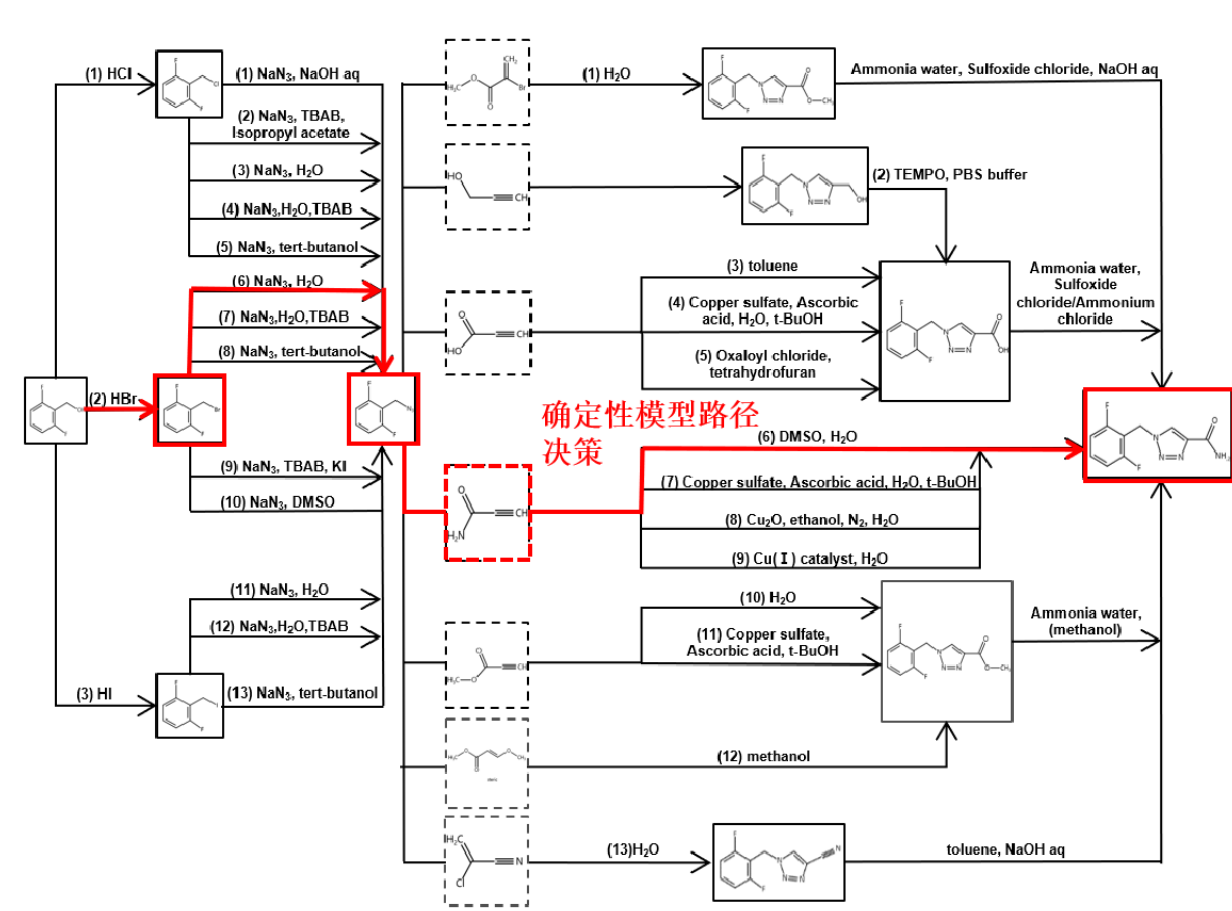 (1) HCl
(1) NaN₃, NaOH aq
(2) NaN₃, TBAB,
Isopropyl acetate
(3) NaN₃, H₂O
(4) NaN₃,H₂O,TBAB
(5) NaN₃, tert-butanol
(6) NaN₃, H₂O
(7) NaN₃,H₂O,TBAB
(8) NaN₃, tert-butanol
(2) HBr
(9) NaN₃, TBAB, KI
(10) NaN₃, DMSO
(11) NaN₃, H₂O
(12) NaN₃,H₂O,TBAB
(3) HI
(13) NaN₃, tert-butanol
(1) H₂O
Ammonia water, Sulfoxide chloride, NaOH aq
(2) TEMPO, PBS buffer
(3) toluene
(4) Copper sulfate, Ascorbic
acid, H₂O, t-BuOH
(5) Oxaloyl chloride,
tetrahydrofuran
Ammonia water,
Sulfoxide
chloride/Ammonium
chloride
确定性模型路径
决策
(6) DMSO, H₂O
(7) Copper sulfate, Ascorbic acid, H₂O, t-BuOH
(8) Cu₂O, ethanol, N₂, H₂O
(9) Cu(Ⅰ) catalyst, H₂O
(10) H₂O
(11) Copper sulfate,
Ascorbic acid, t-BuOH
Ammonia water,
(methanol)
(12) methanol
(13)H₂O
toluene, NaOH aq